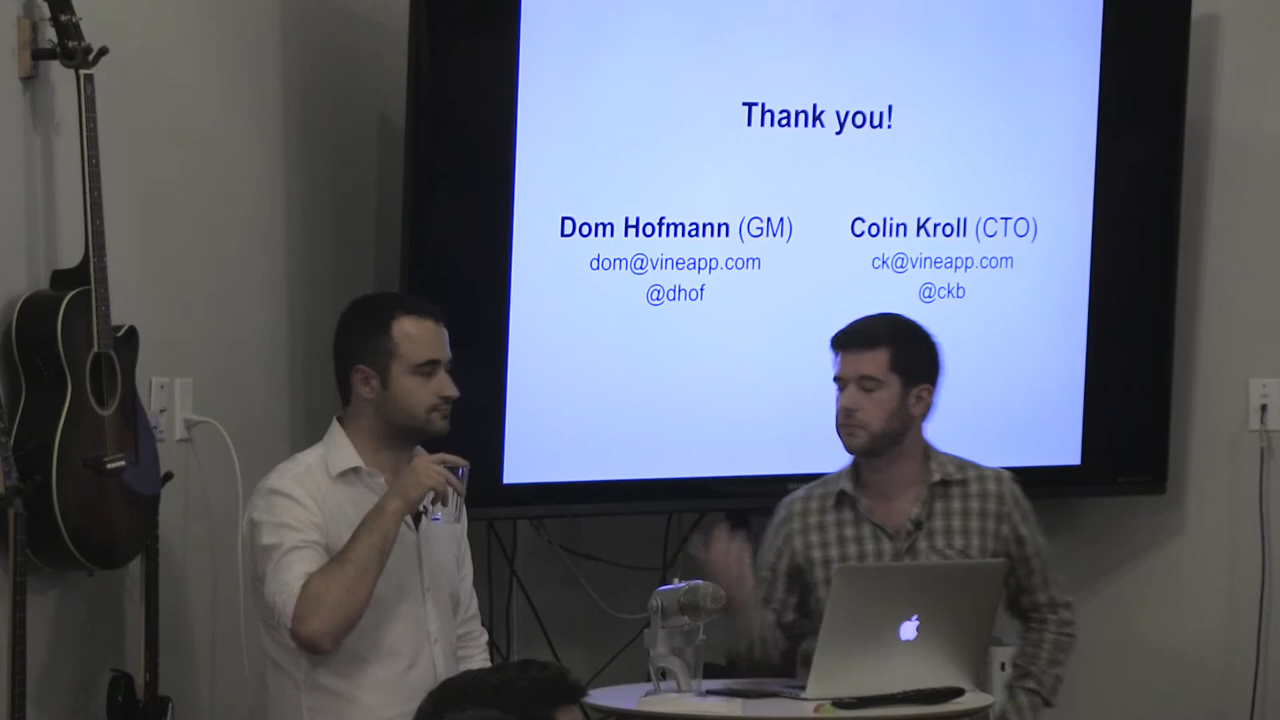 Thank you!
Dom Hofmann (GM)
dom@vineapp.com
@dhof
Colin Kroll (CTO)
ck@vineapp.com
@ckb